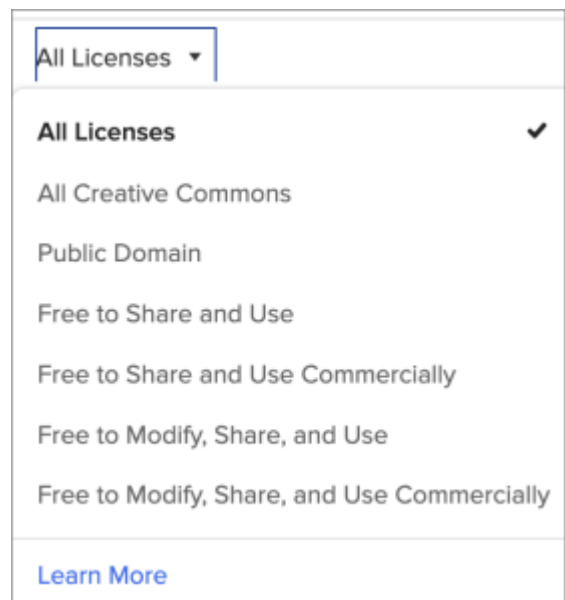 All Licenses
All Licenses
All Creative Commons
Public Domain
Free to Share and Use
Free to Share and Use Commercially
Free to Modify, Share, and Use
Free to Modify, Share, and Use Commercially
Learn More